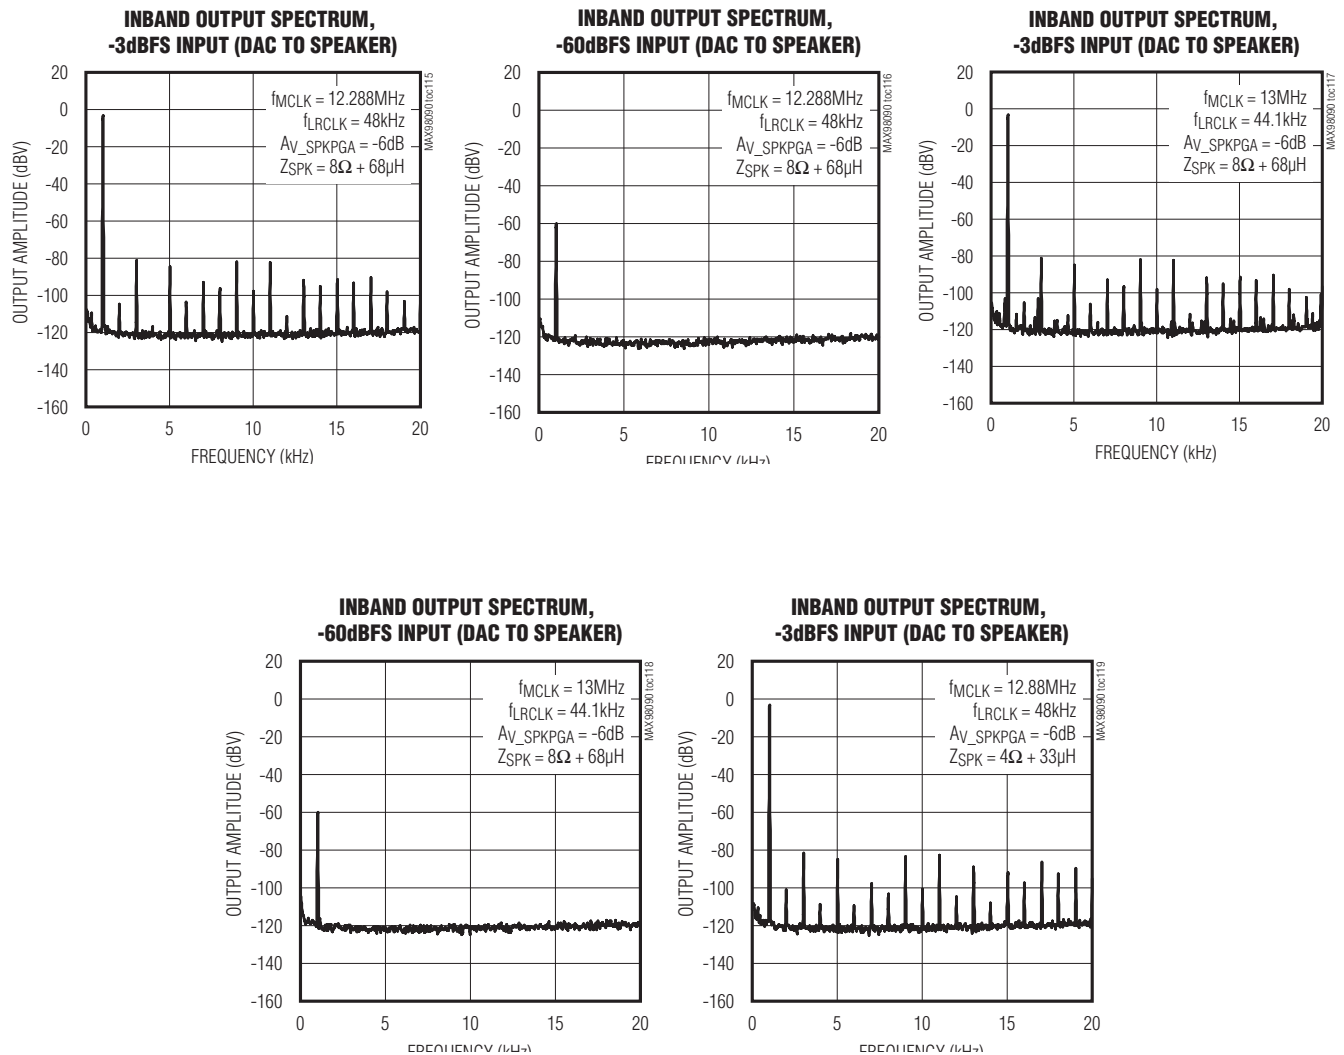 INBAND OUTPUT SPECTRUM,
-3dBFS INPUT (DAC TO SPEAKER)
MAX98090 toc115
fMCLK = 12.288MHz
fLRCLK = 48kHz
AV_SPKPGA = -6dB
ZSPK = 8Ω + 68µH
OUTPUT AMPLITUDE (dBV)
20
0
-20
-40
-60
-80
-100
-120
-140
-160
0 5 10 15 20
FREQUENCY (kHz)
INBAND OUTPUT SPECTRUM,
-60dBFS INPUT (DAC TO SPEAKER)
MAX98090 toc116
fMCLK = 12.288MHz
fLRCLK = 48kHz
AV_SPKPGA = -6dB
ZSPK = 8Ω + 68µH
OUTPUT AMPLITUDE (dBV)
20
0
-20
-40
-60
-80
-100
-120
-140
-160
0 5 10 15 20
FREQUENCY (kHz)
INBAND OUTPUT SPECTRUM,
-3dBFS INPUT (DAC TO SPEAKER)
MAX98090 toc117
fMCLK = 13MHz
fLRCLK = 44.1kHz
AV_SPKPGA = -6dB
ZSPK = 8Ω + 68µH
OUTPUT AMPLITUDE (dBV)
20
0
-20
-40
-60
-80
-100
-120
-140
-160
0 5 10 15 20
FREQUENCY (kHz)
INBAND OUTPUT SPECTRUM,
-60dBFS INPUT (DAC TO SPEAKER)
MAX98090 toc118
fMCLK = 13MHz
fLRCLK = 44.1kHz
AV_SPKPGA = -6dB
ZSPK = 8Ω + 68µH
OUTPUT AMPLITUDE (dBV)
20
0
-20
-40
-60
-80
-100
-120
-140
-160
0 5 10 15 20
FREQUENCY (kHz)
INBAND OUTPUT SPECTRUM,
-3dBFS INPUT (DAC TO SPEAKER)
MAX98090 toc119
fMCLK = 12.88MHz
fLRCLK = 48kHz
AV_SPKPGA = -6dB
ZSPK = 4Ω + 33µH
OUTPUT AMPLITUDE (dBV)
20
0
-20
-40
-60
-80
-100
-120
-140
-160
0 5 10 15 20
FREQUENCY (kHz)